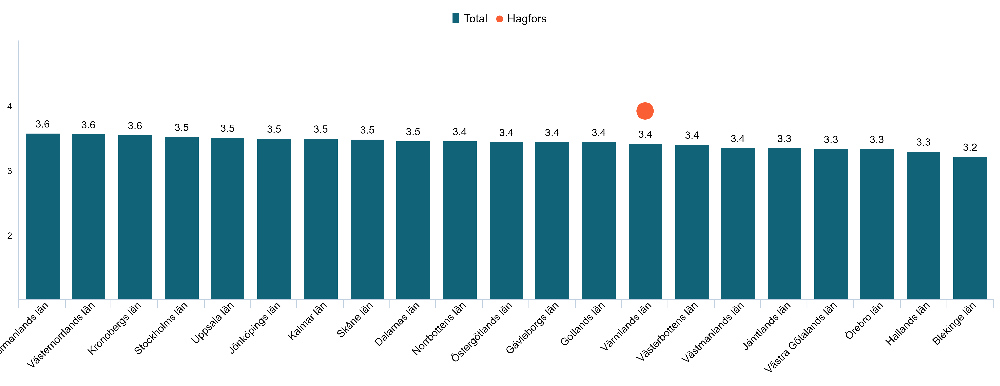 Total Hagfors
4
3
2
3.6 3.6 3.6 3.5 3.5 3.5 3.5 3.5 3.5 3.4 3.4 3.4 3.4 3.4 3.4 3.4 3.3 3.3 3.3 3.3 3.2
ermanlands län
Västernorrlands län
Kronobergs län
Stockholms län
Uppsala län
Jönköpings län
Kalmar län
Skåne län
Dalarnas län
Norrbottens län
Östergötlands län
Gävleborgs län
Gotlands län
Värmlands län
Västerbottens län
Västmanlands län
Jämtlands län
Västra Götalands län
Örebro län
Hallands län
Blekinge län